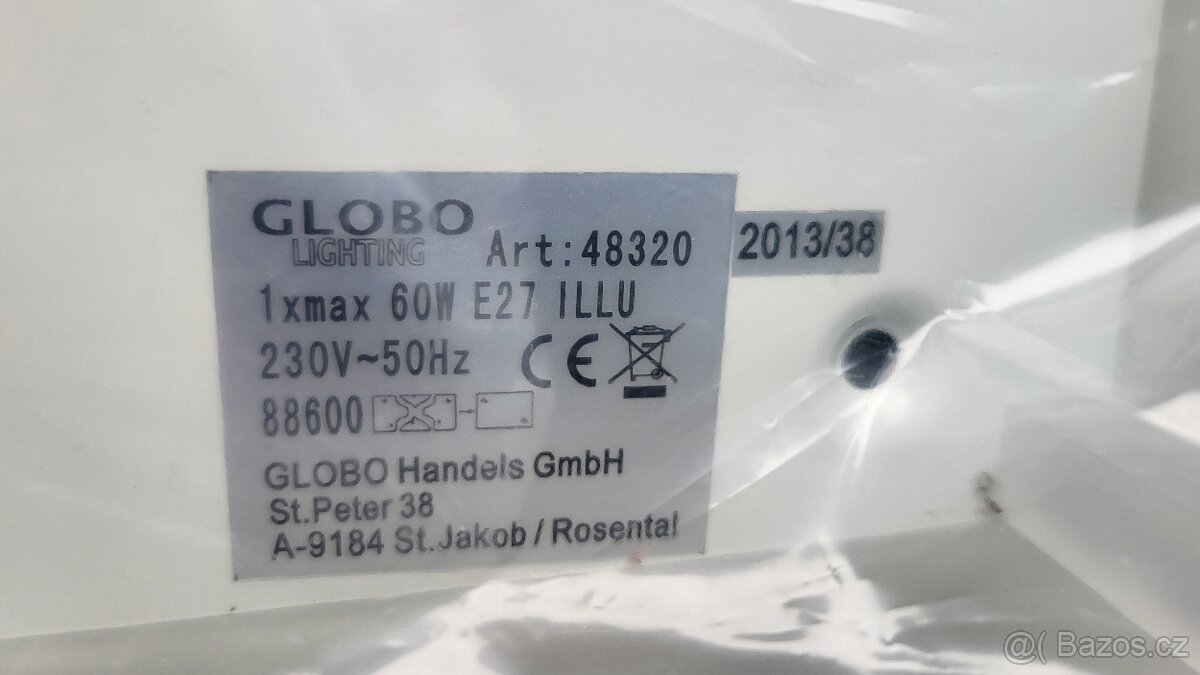 GLOBO
LIGHTING
Art:48320
2013/38
1xmax 60W E27 ILLU
230V~50Hz CE
88600
GLOBO Handels GmbH
St.Peter 38
A-9184 St.Jakob / Rosental
@( Bazos.cz